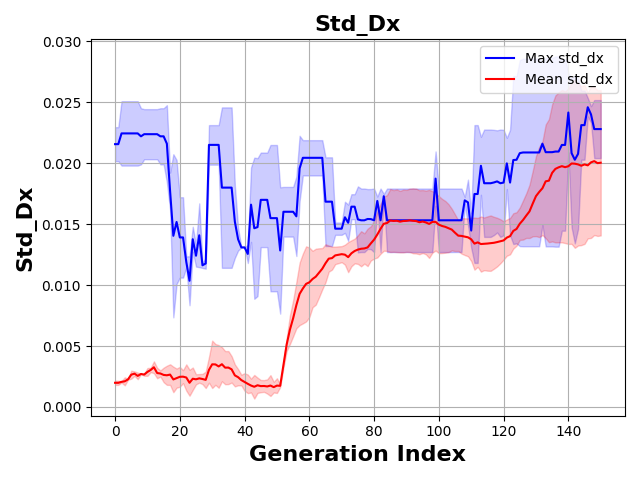 Std_Dx
Max std_dx
Mean std_dx
Std_Dx
0.030
0.025
0.020
0.015
0.010
0.005
0.000
0 20 40 60 80 100 120 140
Generation Index